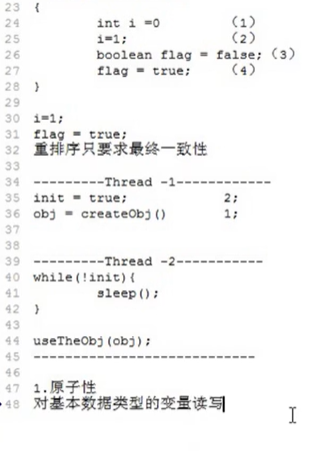 23 {
24 int i =0 (1)
25 i=1; (2)
26 boolean flag = false; (3)
27 flag = true; (4)
28 }
29
30 i=1;
31 flag = true;
32 重排序只要求最终一致性
33
34 ---------Thread -1------------
35 init = true; 2;
36 obj = createObj() 1;
37
38
39 ---------Thread -2-----------
40 while(!init){
41 sleep();
42 }
43
44 useTheObj(obj);
45 ----------------------------
46
47 1.原子性
48 对基本数据类型的变量读写